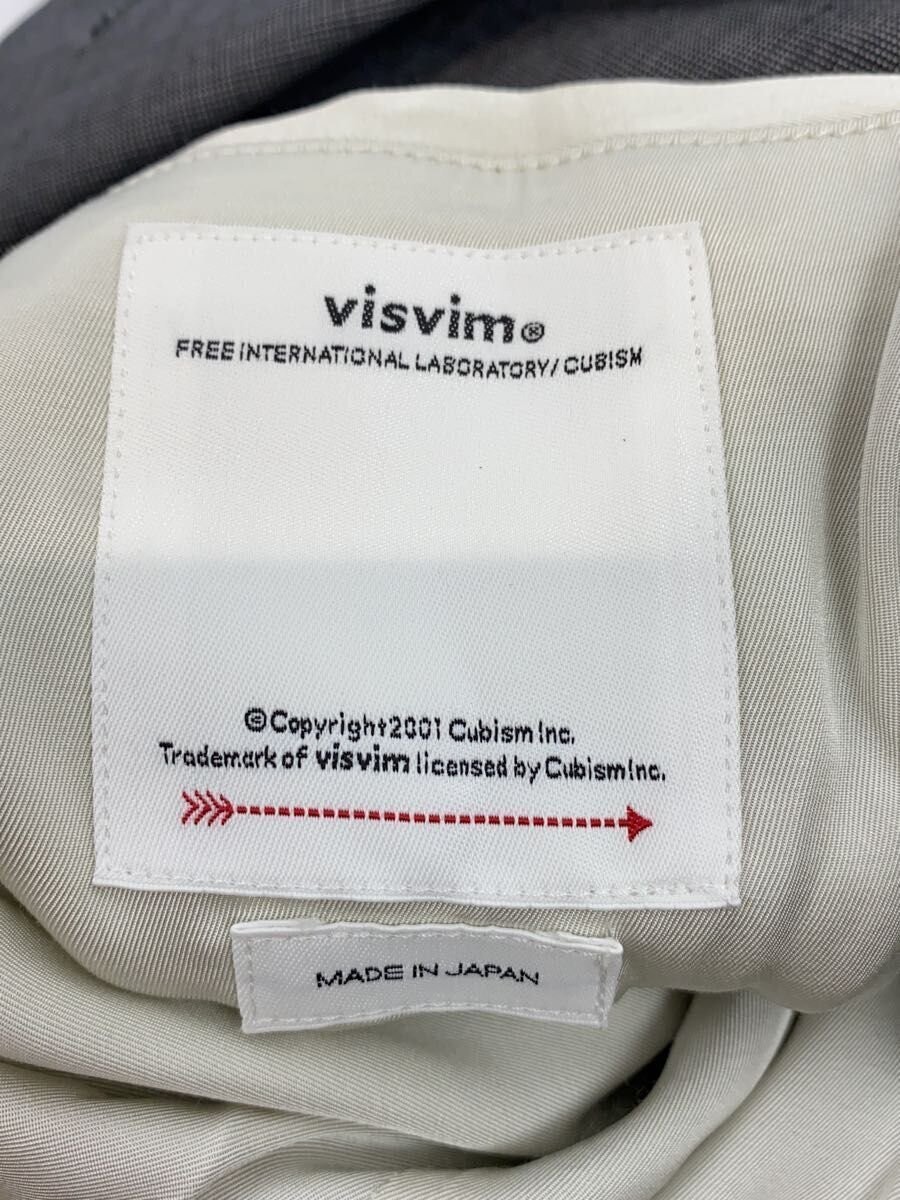 visvim®
FREE INTERNATIONAL LABORATORY/CUBISM
©Copyright2001 Cubism Inc.
Trademark of visvim licensed by Cubism Inc.
MADE IN JAPAN